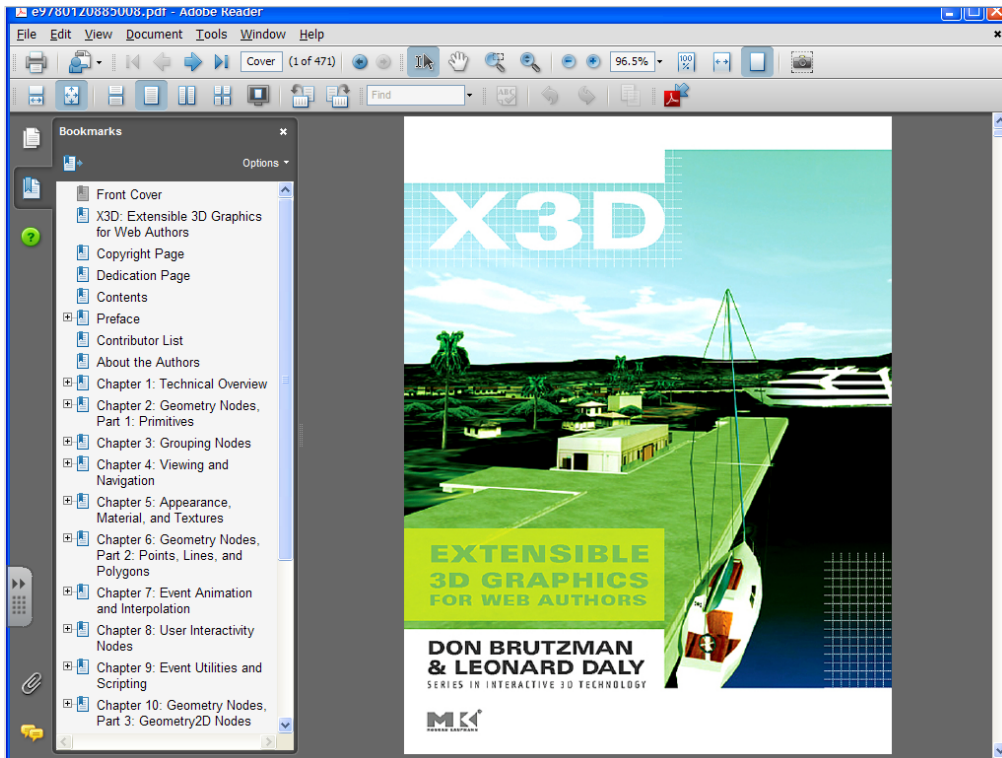 e9780120885008.pdf - Adobe Reader
File Edit View Document Tools Window Help
Cover (1 of 471) 96.5% 100 %
Find ABC
Bookmarks
Options
Front Cover
X3D: Extensible 3D Graphics
for Web Authors
Copyright Page
Dedication Page
Contents
Preface
Contributor List
About the Authors
Chapter 1: Technical Overview
Chapter 2: Geometry Nodes,
Part 1: Primitives
Chapter 3: Grouping Nodes
Chapter 4: Viewing and
Navigation
Chapter 5: Appearance,
Material, and Textures
Chapter 6: Geometry Nodes,
Part 2: Points, Lines, and
Polygons
Chapter 7: Event Animation
and Interpolation
Chapter 8: User Interactivity
Nodes
Chapter 9: Event Utilities and
Scripting
Chapter 10: Geometry Nodes,
Part 3: Geometry2D Nodes
X3D
EXTENSIBLE
3D GRAPHICS
FOR WEB AUTHORS
DON BRUTZMAN
& LEONARD DALY
SERIES IN INTERACTIVE 3D TECHNOLOGY
MK
MORGAN KAUFMANN